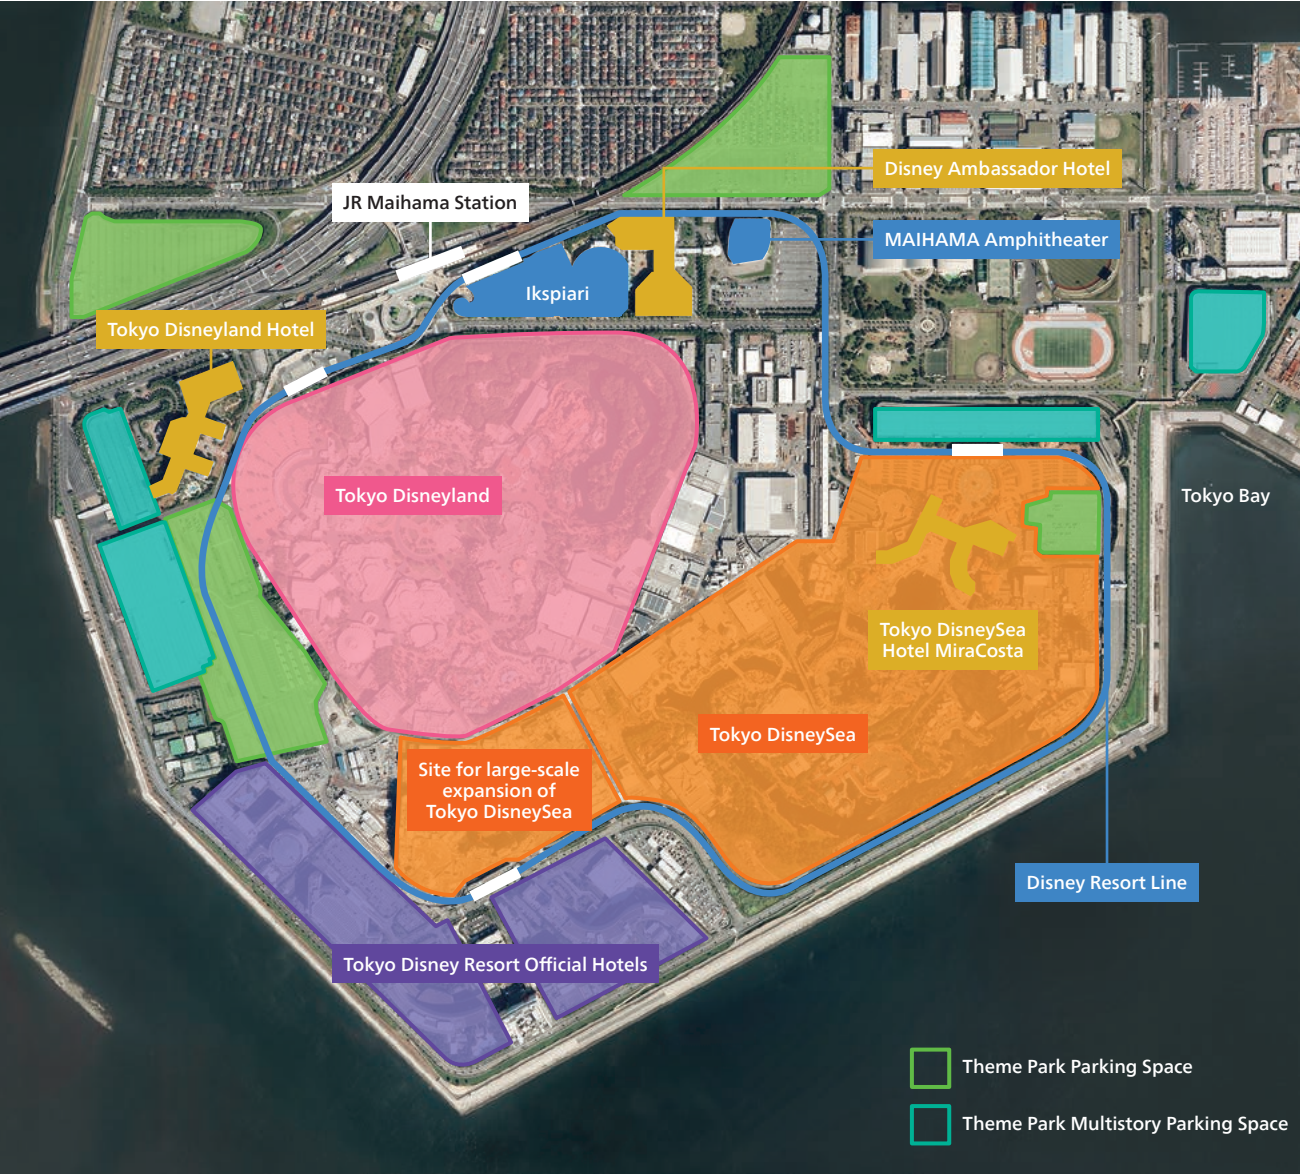 Disney Ambassador Hotel
JR Maihama Station
MAIHAMA Amphitheater
Ikspiari
Tokyo Disneyland Hotel
Tokyo Disneyland
Tokyo Bay
Tokyo DisneySea
Hotel MiraCosta
Tokyo DisneySea
Site for large-scale
expansion of
Tokyo DisneySea
Disney Resort Line
Tokyo Disney Resort Official Hotels
Theme Park Parking Space
Theme Park Multistory Parking Space